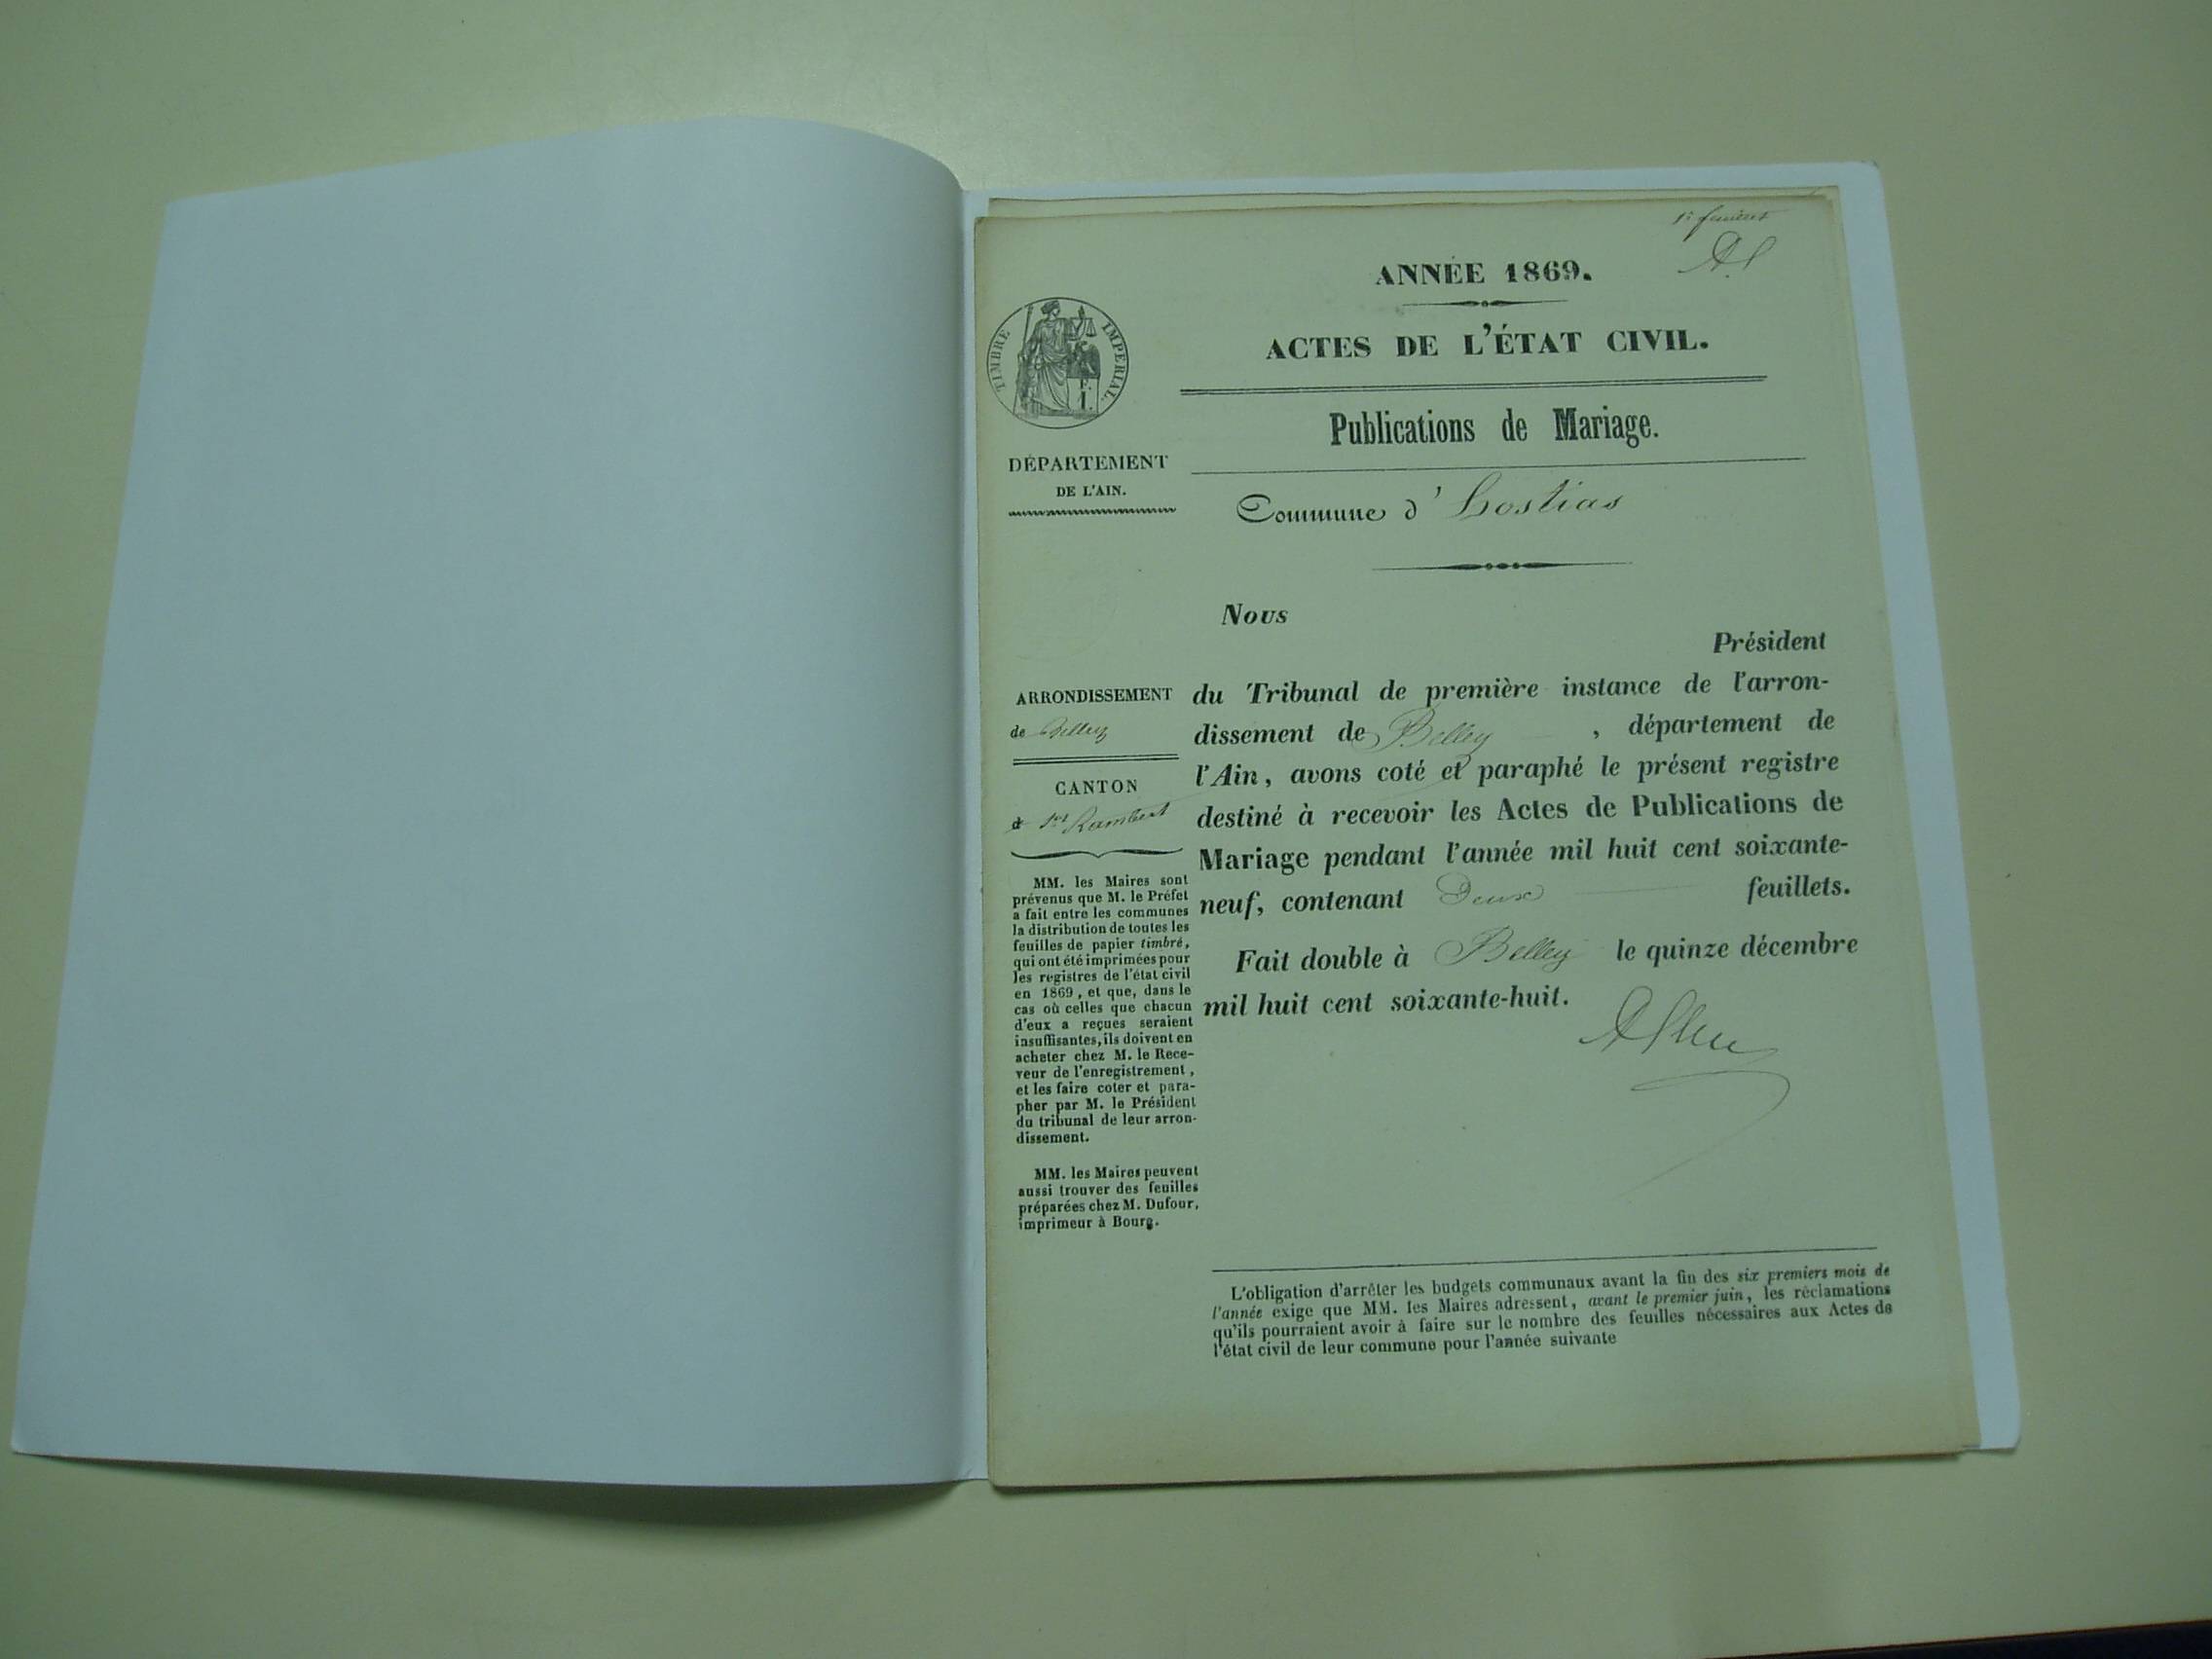 1er feuillet
ANNÉE 1869.
ACTES DE L'ÉTAT CIVIL.
TIMBRE IMPERIAL.
F.
1.
Publications de Mariage.
DÉPARTEMENT
DE L'AIN.
Commune d'hostias
Nous
Président
ARRONDISSEMENT
de Belley
CANTON
de St Rambert
du Tribunal de première instance de l'arron-
dissement de Belley , département de
l'Ain, avons coté et paraphé le présent registre
destiné à recevoir les Actes de Publications de
Mariage pendant l'année mil huit cent soixante-
neuf, contenant Deux feuillets.
Fait double à Belley le quinze décembre
mil huit cent soixante-huit.
MM. les Maires sont
prévenus que M. le Préfet
a fait entre les communes
la distribution de toutes les
feuilles de papier timbré,
qui ont été imprimées pour
les registres de l'état civil
en 1869, et que, dans le
cas où celles que chacun
d'eux a reçues seraient
insuffisantes, ils doivent en
acheter chez M. le Rece-
veur de l'enregistrement,
et les faire coter et para-
pher par M. le Président
du tribunal de leur arron-
dissement.
MM. les Maires peuvent
aussi trouver des feuilles
préparées chez M. Dufour,
imprimeur à Bourg.
L'obligation d'arrêter les budgets communaux avant la fin des six premiers mois de
l'année exige que MM. les Maires adressent, avant le premier juin, les réclamations
qu'ils pourraient avoir à faire sur le nombre des feuilles nécessaires aux Actes de
l'état civil de leur commune pour l'année suivante